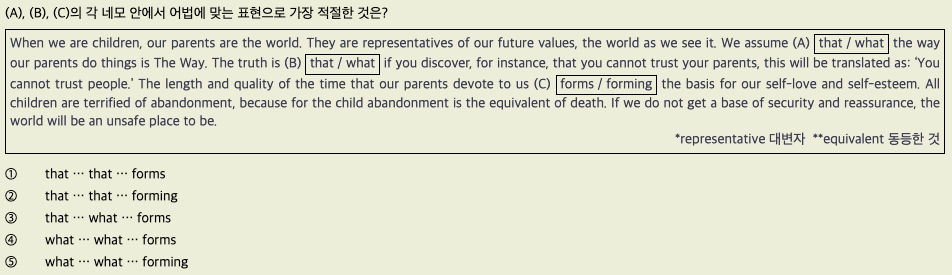 (A), (B), (C)의 각 네모 안에서 어법에 맞는 표현으로 가장 적절한 것은?
When we are children, our parents are the world. They are representatives of our future values, the world as we see it. We assume (A) that / what the way
our parents do things is The Way. The truth is (B) that / what if you discover, for instance, that you cannot trust your parents, this will be translated as: 'You
cannot trust people.' The length and quality of the time that our parents devote to us (C) forms / forming the basis for our self-love and self-esteem. All
children are terrified of abandonment, because for the child abandonment is the equivalent of death. If we do not get a base of security and reassurance, the
world will be an unsafe place to be.
*representative 대변자 **equivalent 동등한 것
① that ··· that ··· forms
② that ··· that ··· forming
③ that ··· what ··· forms
④ what ··· what ··· forms
⑤ what ··· what ··· forming